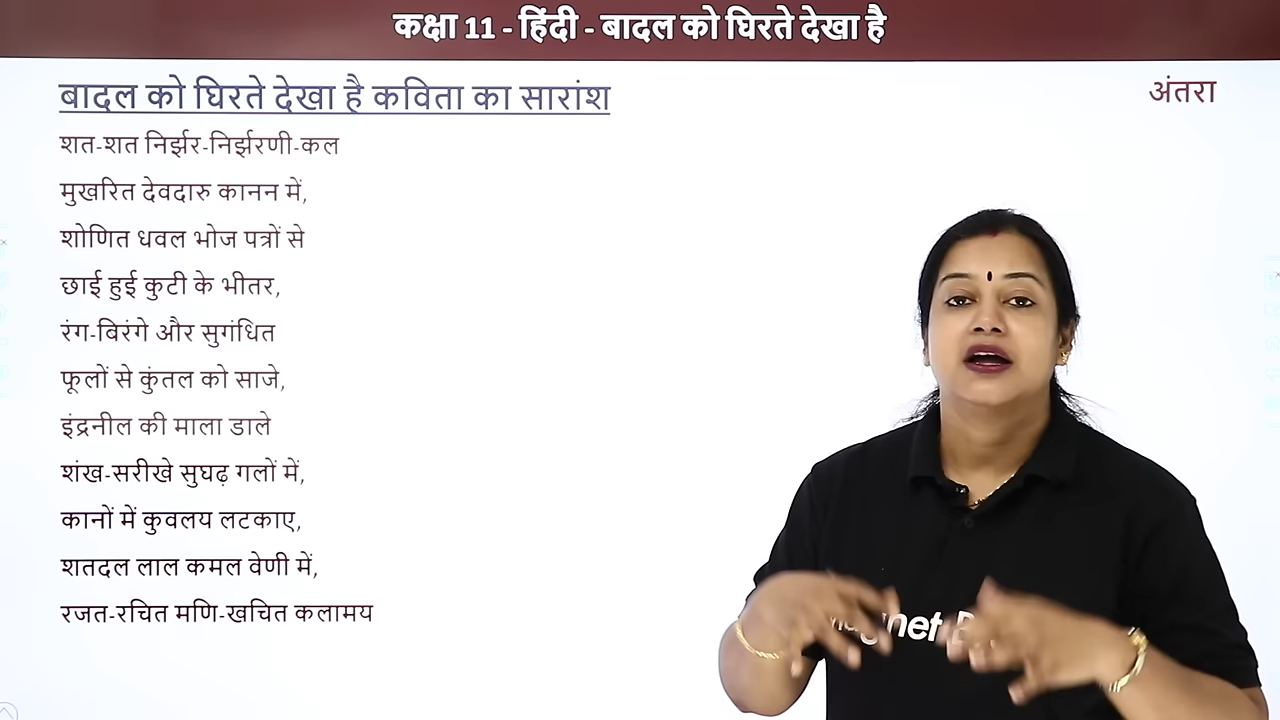 कक्षा 11 - हिंदी - बादल को घिरते देखा है
बादल को घिरते देखा है कविता का सारांश
अंतरा
शत-शत निर्झर-निर्झरणी-कल
मुखरित देवदारु कानन में,
शोणित धवल भोज पत्रों से
छाई हुई कुटी के भीतर,
रंग-विरंगे और सुगंधित
फूलों से कुंतल को साजे,
इंद्रनील की माला डाले
शंख-सरीखे सुघढ़ गलों में,
कानों में कुवलय लटकाए,
शतदल लाल कमल वेणी में,
रजत-रचित मणि-खचित कलामय